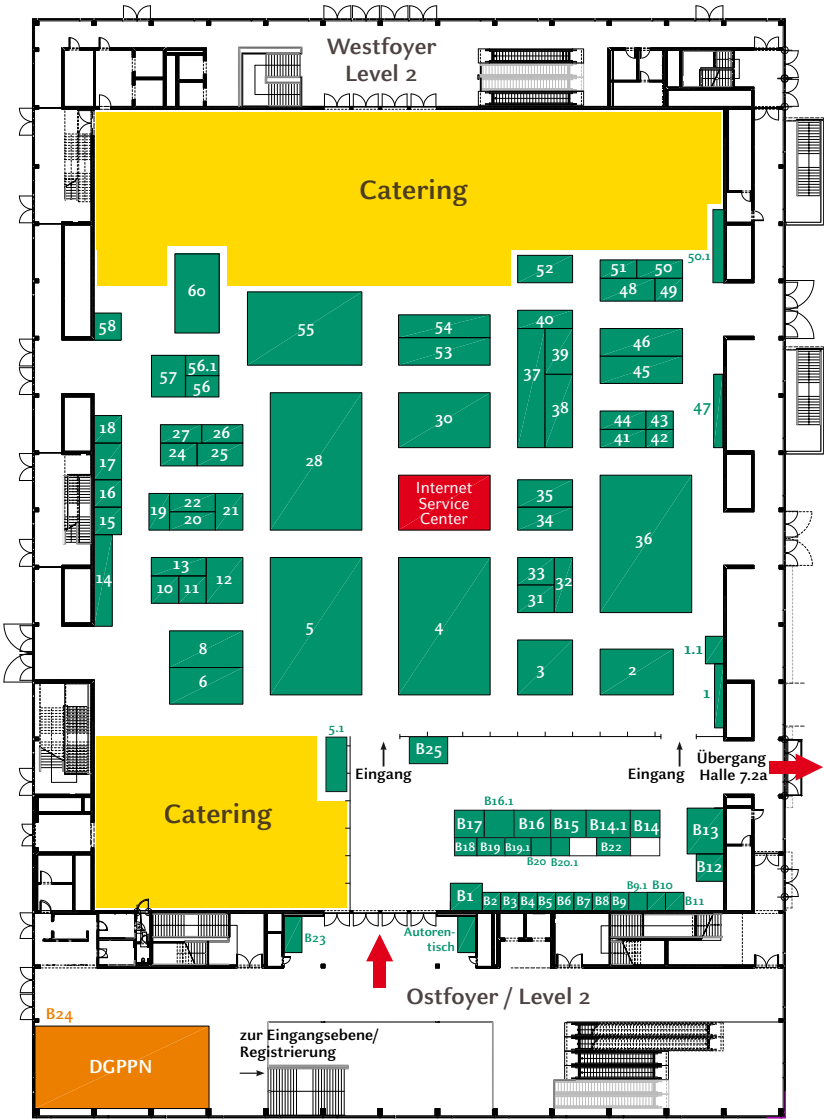 Westfoyer
Level 2
Catering
50.1
52
51
50
48
49
60
58
55
54
53
40
39
37
38
46
45
47
57
56.1
56
30
44
43
41
42
18
17
16
15
14
27
26
24
25
28
Internet
Service
Center
35
34
36
19
22
20
21
13
10
11
12
33
32
31
5
4
8
6
3
2
1.1
1
5.1
Eingang
B25
Eingang
Übergang
Halle 7.2a
Catering
B16.1
B17
B16
B15
B14.1
B14
B13
B18
B19
B19.1
B20
B20.1
B22
B12
B1
B2
B3
B4
B5
B6
B7
B8
B9
B9.1
B10
B11
B23
Autoren-
tisch
Ostfoyer / Level 2
B24
DGPPN
zur Eingangsebene/
Registrierung